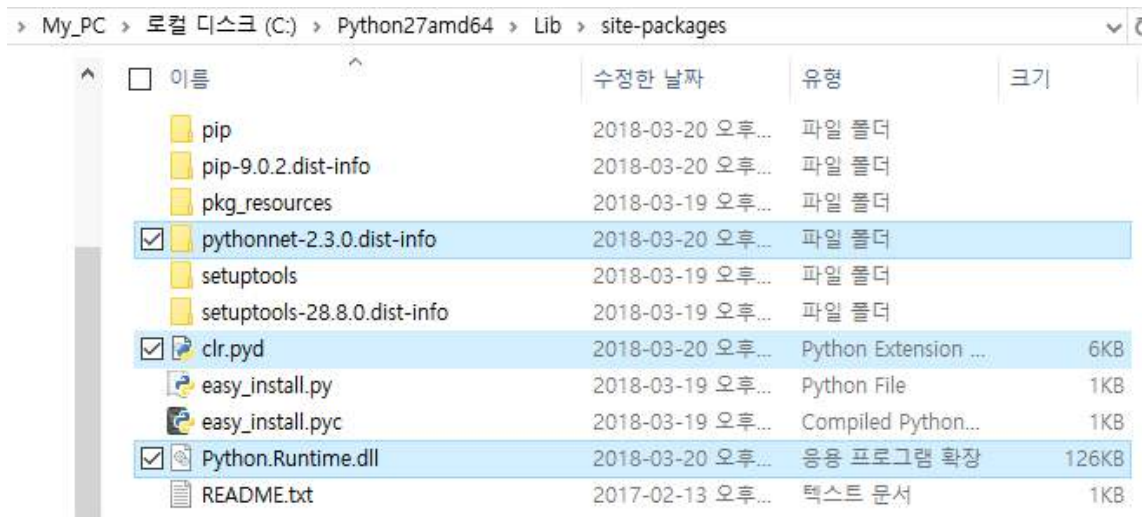 My_PC > 로컬 디스크 (C:) > Python27amd64 > Lib > site-packages
이름 수정한 날짜 유형 크기
pip 2018-03-20 오후... 파일 폴더
pip-9.0.2.dist-info 2018-03-20 오후... 파일 폴더
pkg_resources 2018-03-19 오후... 파일 폴더
pythonnet-2.3.0.dist-info 2018-03-20 오후... 파일 폴더
setuptools 2018-03-19 오후... 파일 폴더
setuptools-28.8.0.dist-info 2018-03-19 오후... 파일 폴더
clr.pyd 2018-03-20 오후... Python Extension ... 6KB
easy_install.py 2018-03-19 오후... Python File 1KB
easy_install.pyc 2018-03-19 오후... Compiled Python... 1KB
Python.Runtime.dll 2018-03-20 오후... 응용 프로그램 확장 126KB
README.txt 2017-02-13 오후... 텍스트 문서 1KB